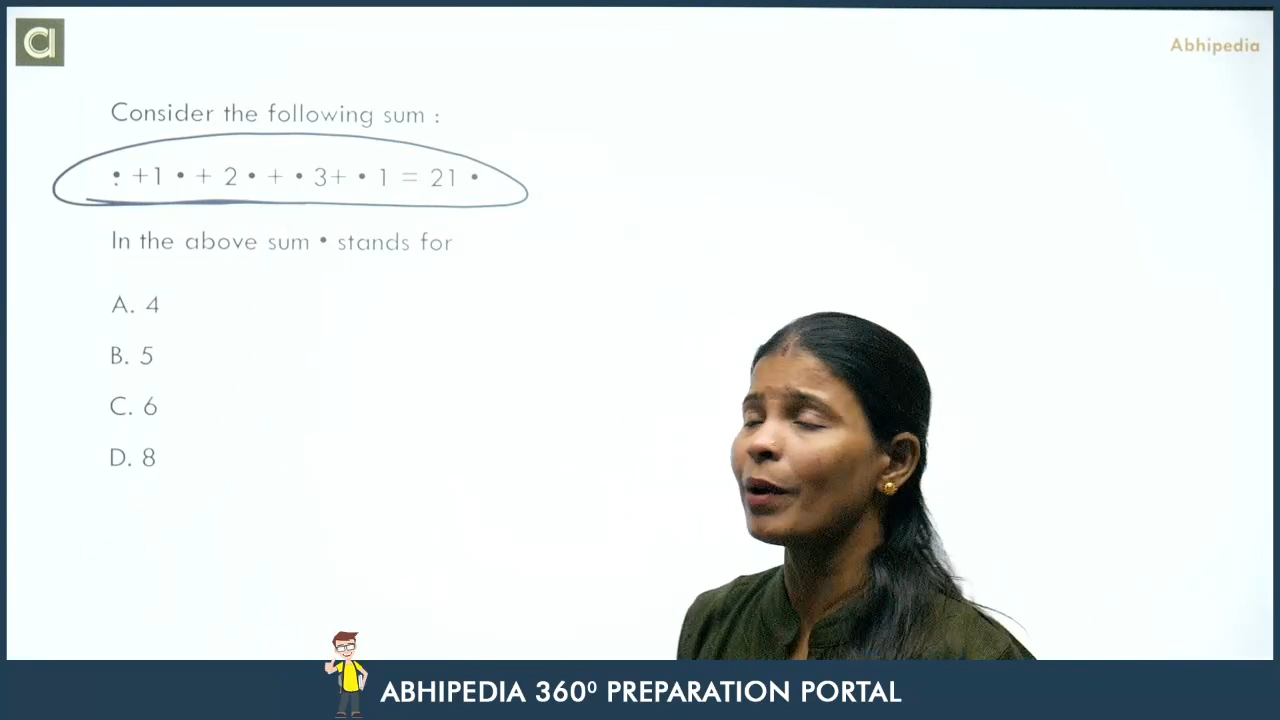 Abhipedia
Consider the following sum :
• +1 • + 2 • + • 3+ • 1 = 21 •
In the above sum • stands for
A. 4
B. 5
C. 6
D. 8
ABHIPEDIA 360⁰ PREPARATION PORTAL